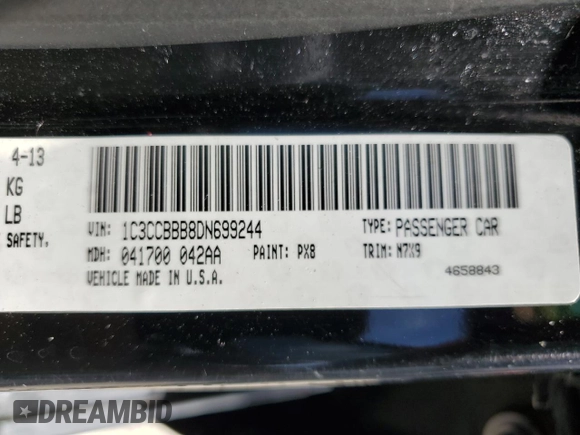 4-13
KG
LB
SAFETY.
VIN: 1C3CCBBB8DN699244
TYPE: PASSENGER CAR
MDH: 041700 042AA
PAINT: PX8
TRIM: N7X9
VEHICLE MADE IN U.S.A.
4658843
DREAMBID